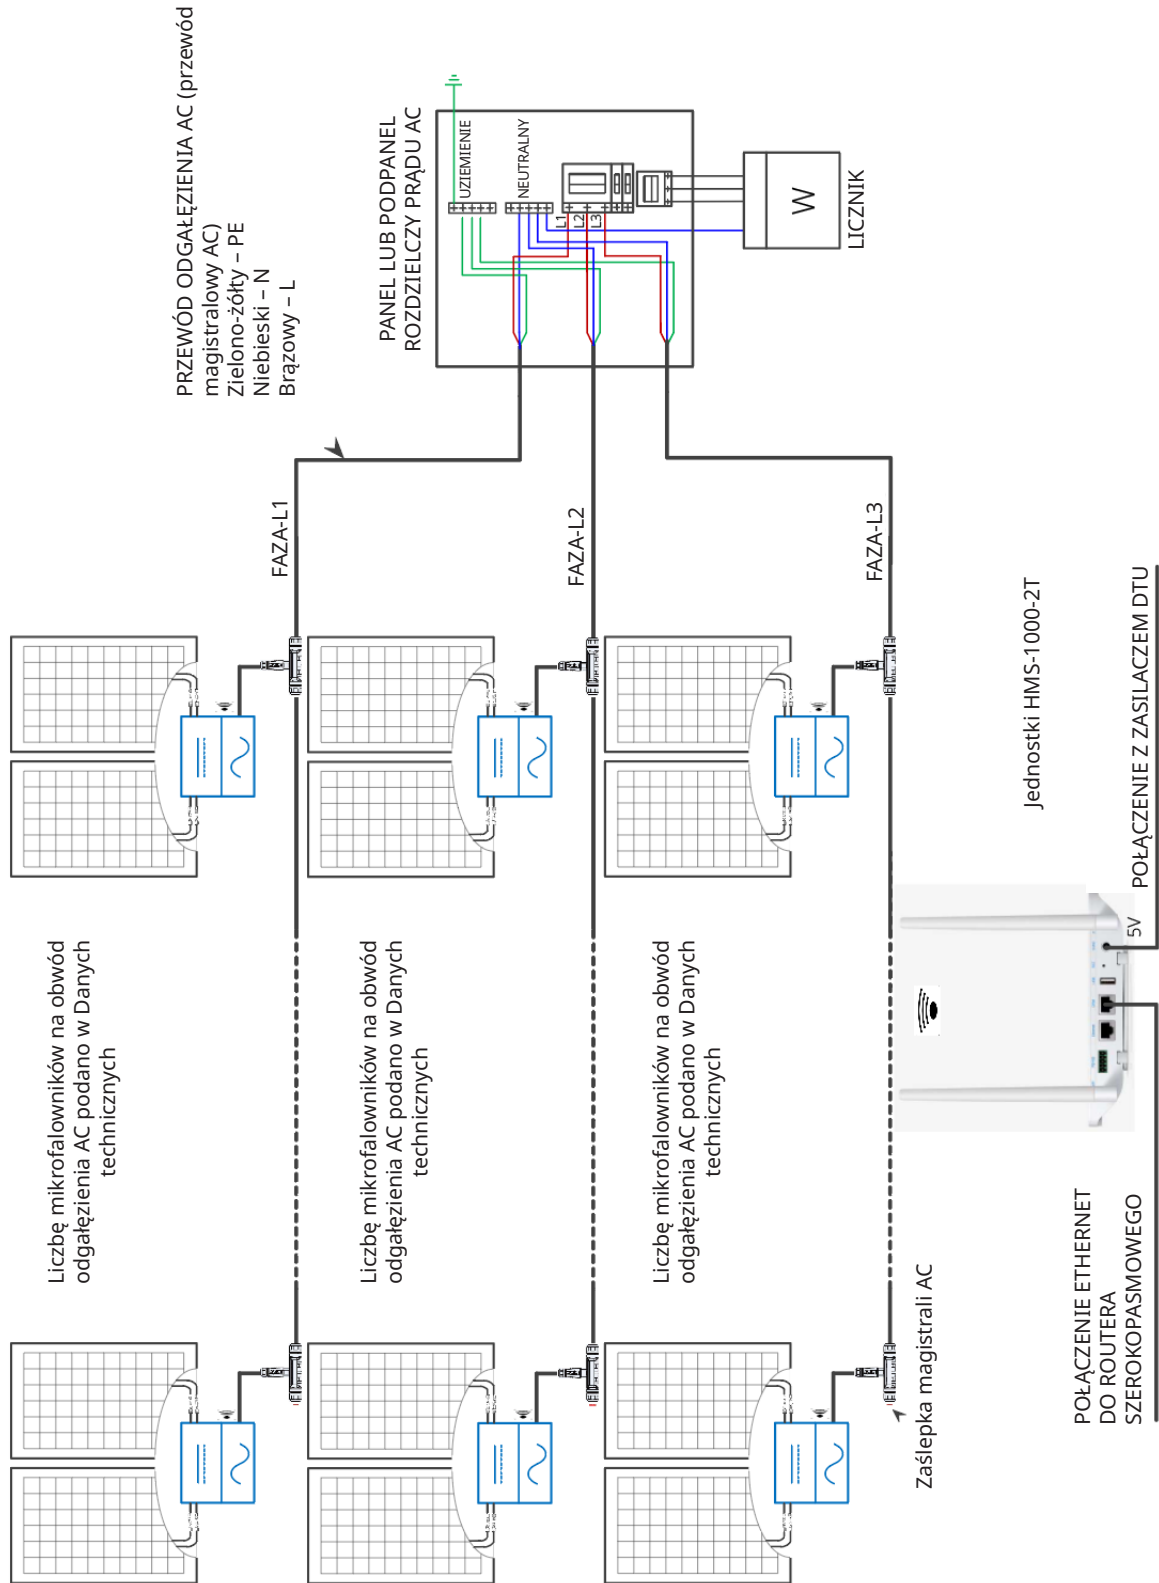 PRZEWÓD ODGAŁĘZIENIA AC (przewód
magistralowy AC)
Zielono-żółty – PE
Niebieski – N
Brązowy – L
PANEL LUB PODPANEL
ROZDZIELCZY PRĄDU AC
UZIEMIENIE
NEUTRALNY
L1
L2
L3
W
LICZNIK
FAZA-L1
FAZA-L2
FAZA-L3
Liczbę mikrofalowników na obwód
odgałęzienia AC podano w Danych
technicznych
Liczbę mikrofalowników na obwód
odgałęzienia AC podano w Danych
technicznych
Liczbę mikrofalowników na obwód
odgałęzienia AC podano w Danych
technicznych
Zaślepka magistrali AC
Jednostki HMS-1000-2T
5V
POŁĄCZENIE Z ZASILACZEM DTU
POŁĄCZENIE ETHERNET
DO ROUTERA
SZEROKOPASMOWEGO